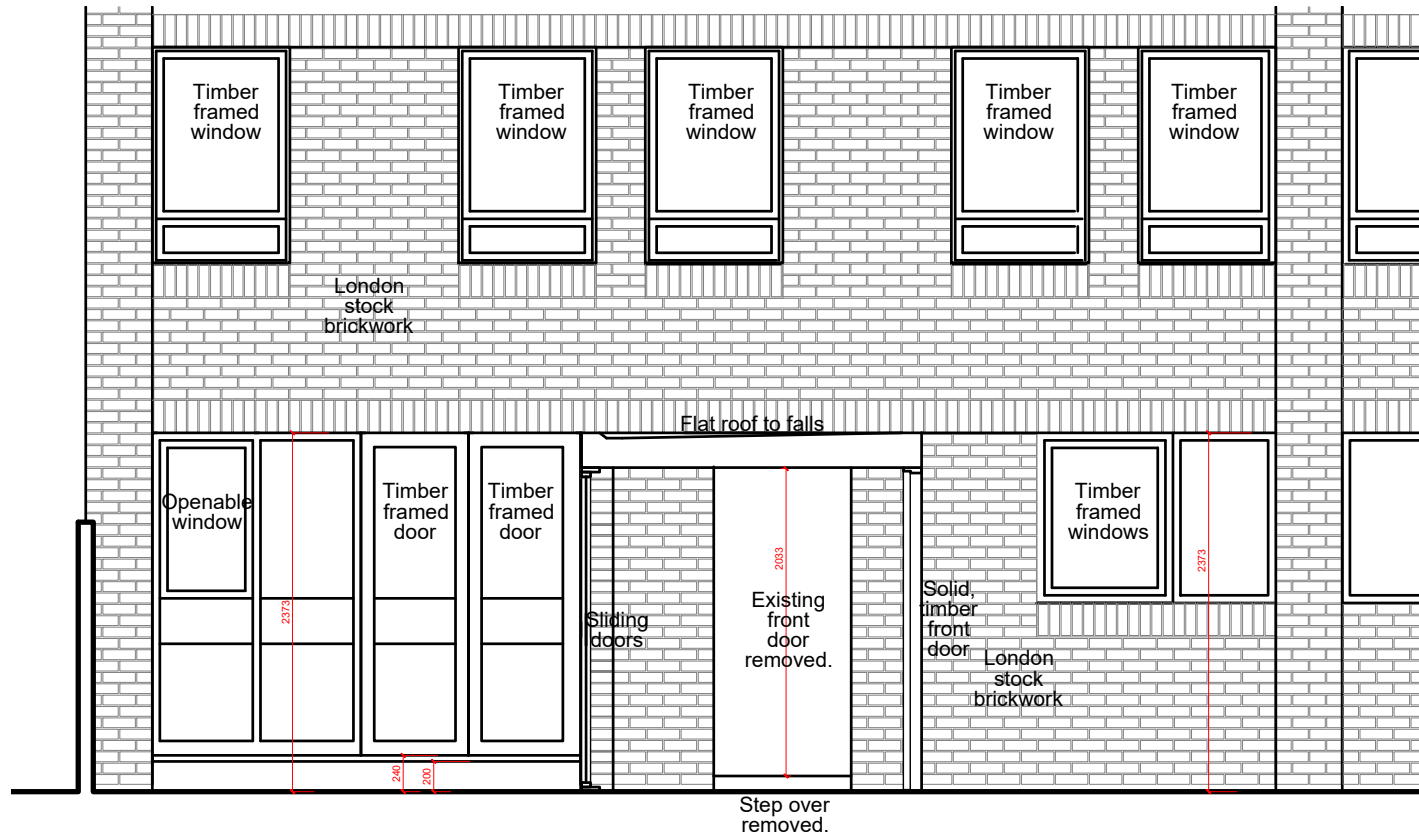 Timber
framed
window
Timber
framed
window
Timber
framed
window
Timber
framed
window
Timber
framed
window
London
stock
brickwork
Flat roof to falls
Openable
window
Timber
framed
door
Timber
framed
door
Timber
framed
windows
2033
2373
2373
Existing
front
door
removed.
Sliding
doors
Solid,
timber
front
door
London
stock
brickwork
240
200
Step over
removed.